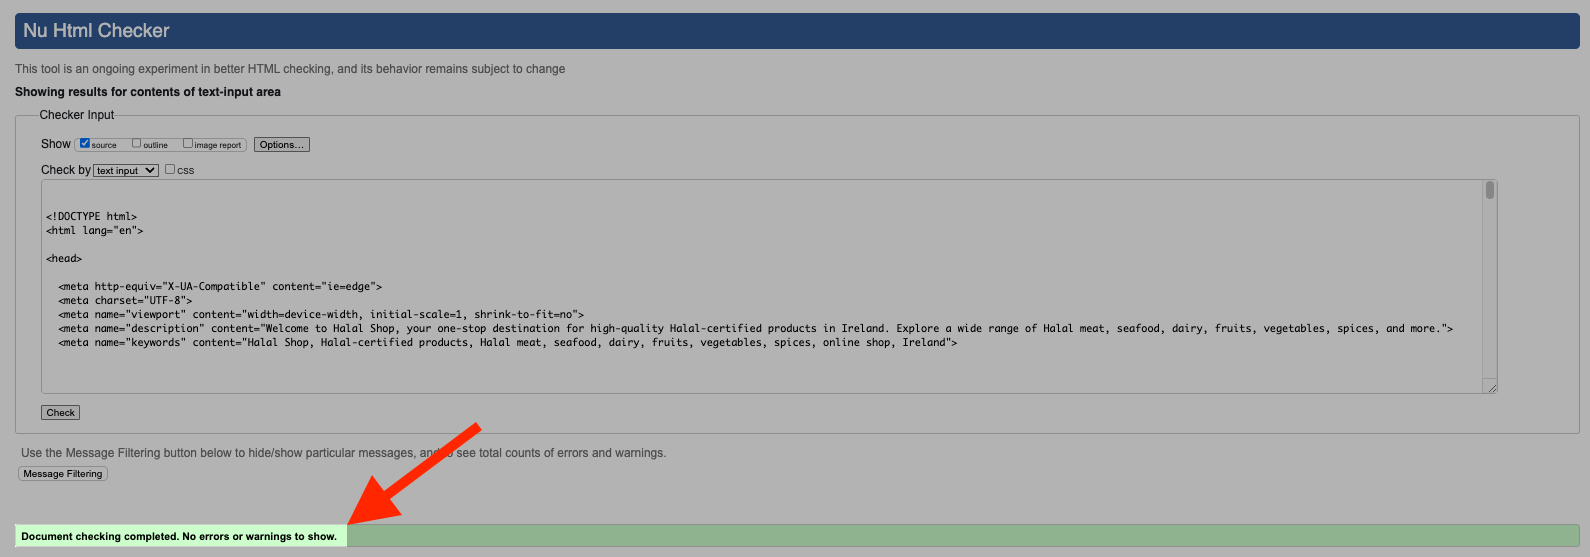 Nu Html Checker
This tool is an ongoing experiment in better HTML checking, and its behavior remains subject to change
Showing results for contents of text-input area
Checker Input
Show source outline image report Options...
Check by text input css
<!DOCTYPE html>
<html lang="en">
<head>
<meta http-equiv="X-UA-Compatible" content="ie=edge">
<meta charset="UTF-8">
<meta name="viewport" content="width=device-width, initial-scale=1, shrink-to-fit=no">
<meta name="description" content="Welcome to Halal Shop, your one-stop destination for high-quality Halal-certified products in Ireland. Explore a wide range of Halal meat, seafood, dairy, fruits, vegetables, spices, and more.">
<meta name="keywords" content="Halal Shop, Halal-certified products, Halal meat, seafood, dairy, fruits, vegetables, spices, online shop, Ireland">
Check
Use the Message Filtering button below to hide/show particular messages, and see total counts of errors and warnings.
Message Filtering
Document checking completed. No errors or warnings to show.